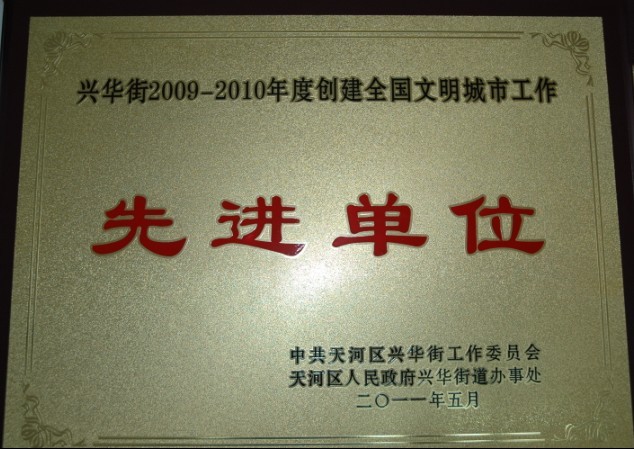 兴华街2009-2010年度创建全国文明城市工作
先进单位
中共天河区兴华街工作委员会
天河区人民政府兴华街道办事处
二〇一一年五月